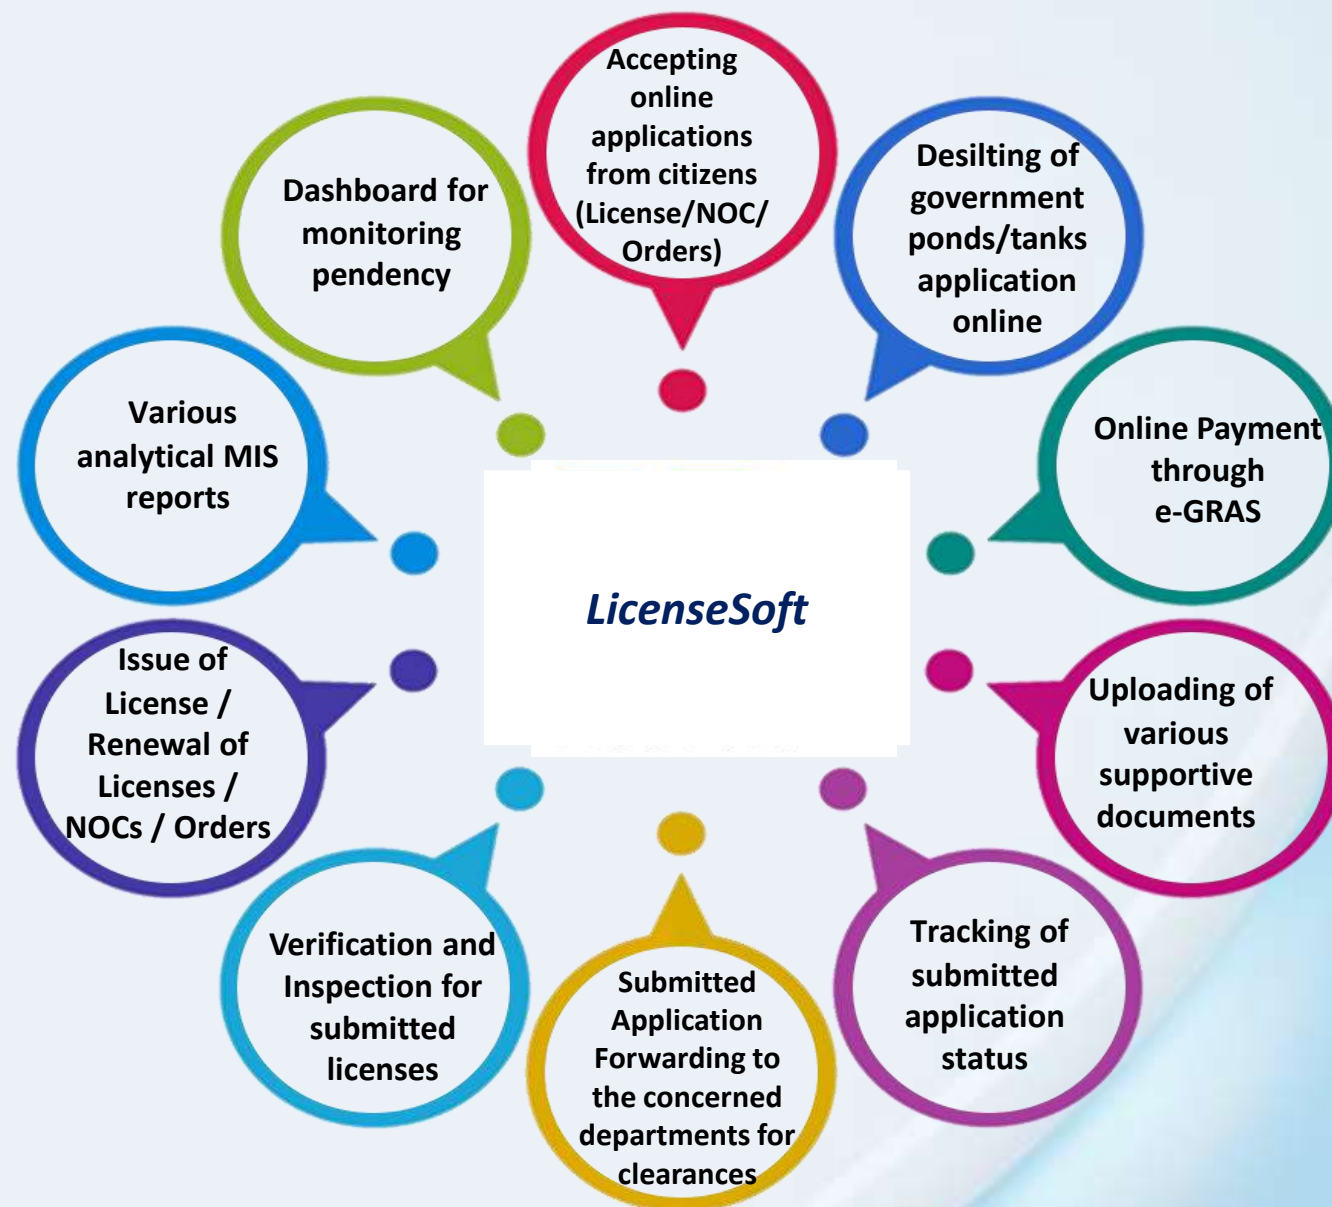 Accepting
online
applications
from citizens
(License/NOC/
Orders)
Desilting of
government
ponds/tanks
application
online
Online Payment
through
e-GRAS
Uploading of
various
supportive
documents
Tracking of
submitted
application
status
Submitted
Application
Forwarding to
the concerned
departments for
clearances
Verification and
Inspection for
submitted
licenses
Issue of
License /
Renewal of
Licenses /
NOCs / Orders
Various
analytical MIS
reports
Dashboard for
monitoring
pendency
LicenseSoft